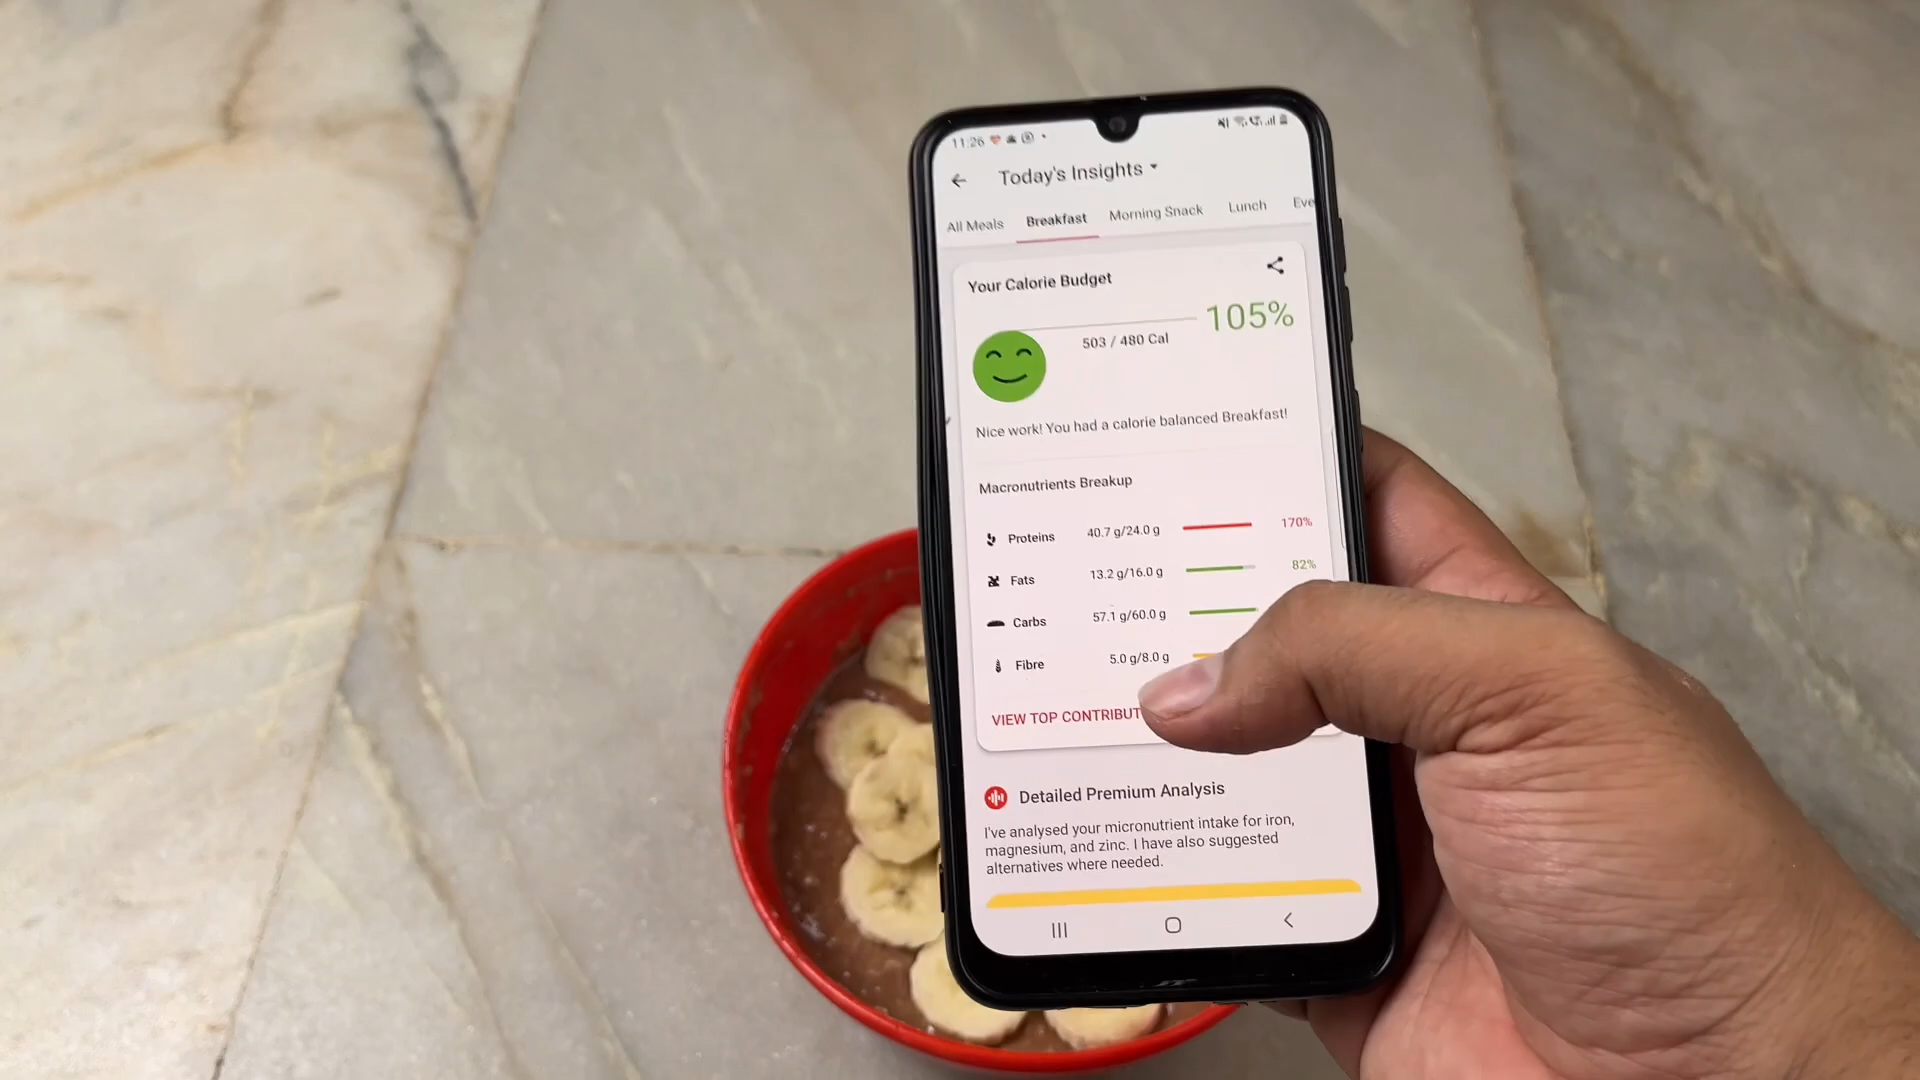 11:26
Today's Insights
All Meals Breakfast Morning Snack Lunch Eve
Your Calorie Budget
105%
503 / 480 Cal
Nice work! You had a calorie balanced Breakfast!
Macronutrients Breakup
Proteins 40.7 g/24.0 g 170%
Fats 13.2 g/16.0 g 82%
Carbs 57.1 g/60.0 g
Fibre 5.0 g/8.0 g
VIEW TOP CONTRIBUT
Detailed Premium Analysis
I've analysed your micronutrient intake for iron,
magnesium, and zinc. I have also suggested
alternatives where needed.